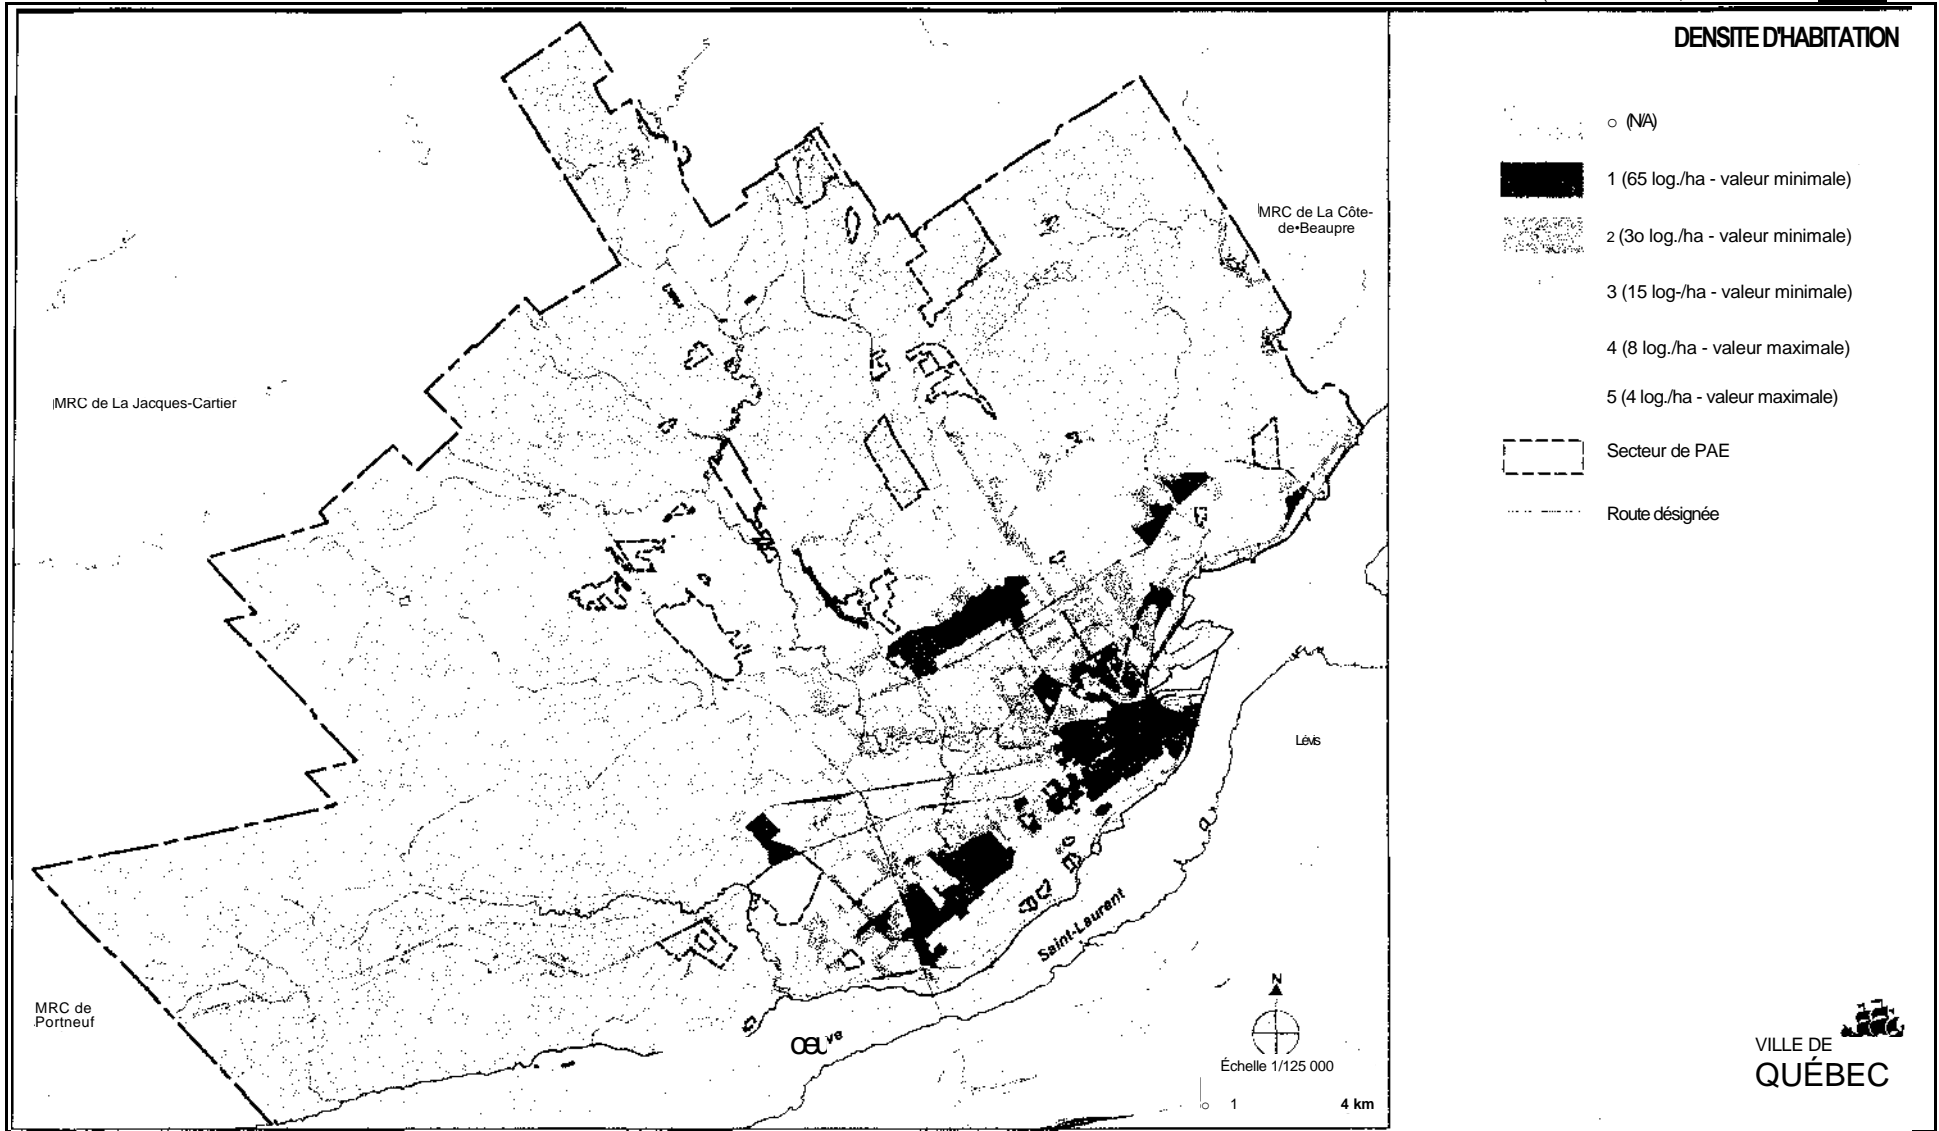 DENSITE D'HABITATION
○ (N/A)
1 (65 log./ha - valeur minimale)
2 (3o log./ha - valeur minimale)
3 (15 log-/ha - valeur minimale)
4 (8 log./ha - valeur maximale)
5 (4 log./ha - valeur maximale)
Secteur de PAE
Route désignée
MRC de La Côte-
de•Beaupre
MRC de La Jacques-Cartier
Lévis
MRC de
Portneuf
Saint-Laurent
N
Échelle 1/125 000
○ 1 4 km
VILLE DE
QUÉBEC